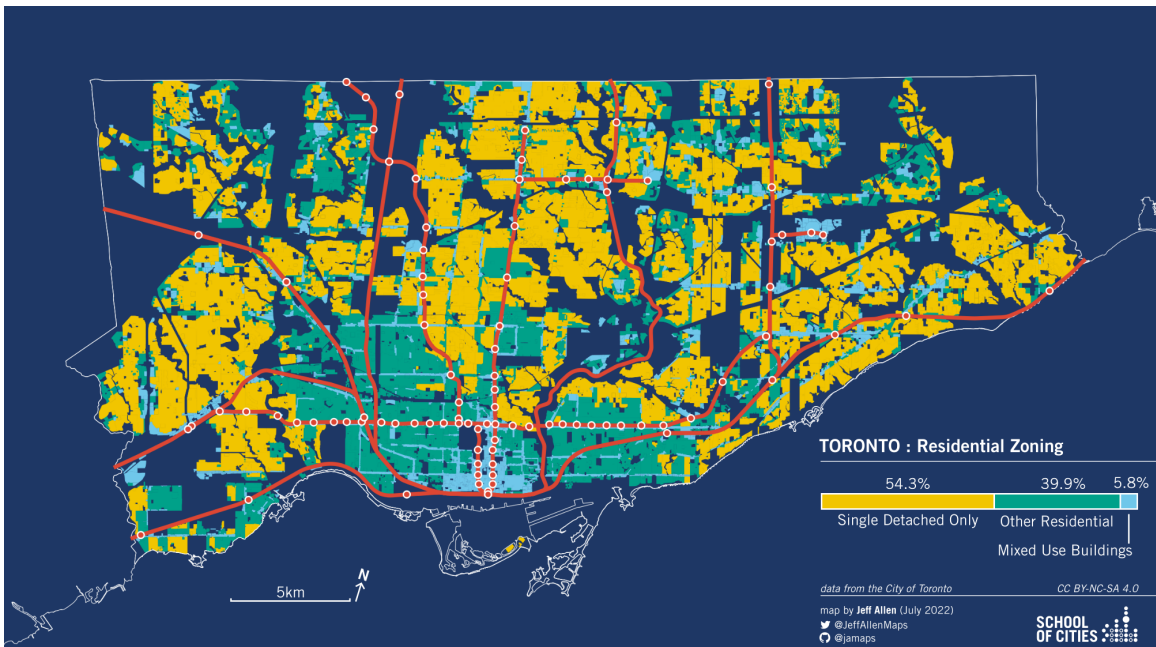 TORONTO : Residential Zoning
54.3% 39.9% 5.8%
Single Detached Only Other Residential
Mixed Use Buildings
N
5km
data from the City of Toronto CC BY-NC-SA 4.0
map by Jeff Allen (July 2022)
@JeffAllenMaps
@jamaps
SCHOOL
OF CITIES